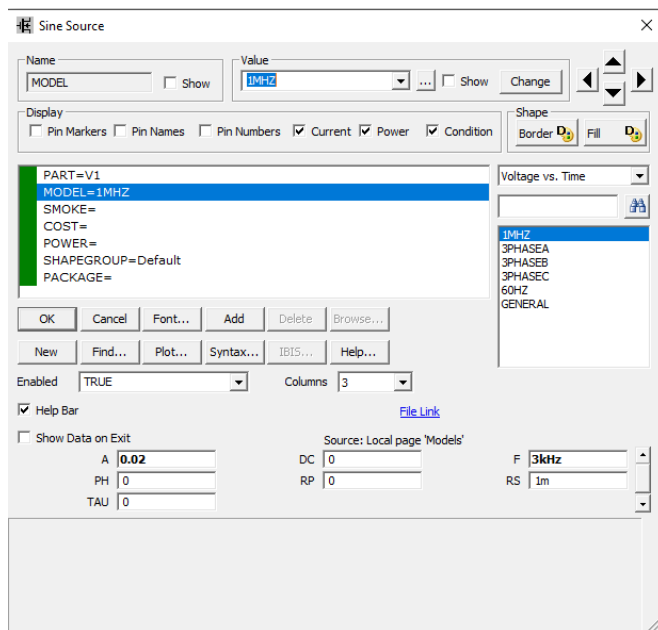 Sine Source
Name
MODEL
Show
Value
1MHZ
...
Show
Change
Display
Pin Markers
Pin Names
Pin Numbers
Current
Power
Condition
Shape
Border
Fill
PART=V1
MODEL=1MHZ
SMOKE=
COST=
POWER=
SHAPEGROUP=Default
PACKAGE=
Voltage vs. Time
1MHZ
3PHASEA
3PHASEB
3PHASEC
60HZ
GENERAL
OK
Cancel
Font...
Add
Delete
Browse...
New
Find...
Plot...
Syntax...
IBIS...
Help...
Enabled
TRUE
Columns
3
Help Bar
File Link
Show Data on Exit
Source: Local page 'Models'
A 0.02
DC 0
F 3kHz
PH 0
RP 0
RS 1m
TAU 0